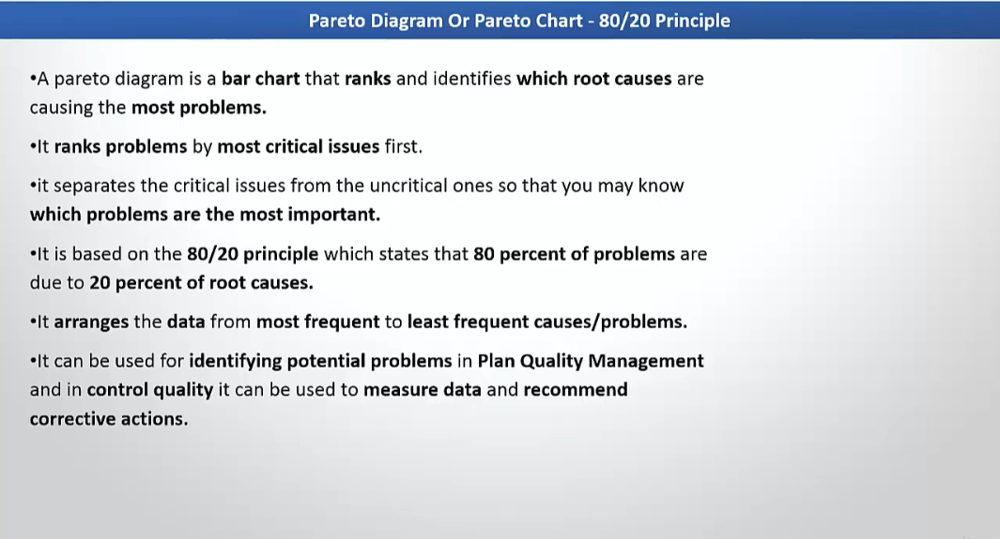 Pareto Diagram Or Pareto Chart - 80/20 Principle
•A pareto diagram is a bar chart that ranks and identifies which root causes are
causing the most problems.
•It ranks problems by most critical issues first.
•it separates the critical issues from the uncritical ones so that you may know
which problems are the most important.
•It is based on the 80/20 principle which states that 80 percent of problems are
due to 20 percent of root causes.
•It arranges the data from most frequent to least frequent causes/problems.
•It can be used for identifying potential problems in Plan Quality Management
and in control quality it can be used to measure data and recommend
corrective actions.